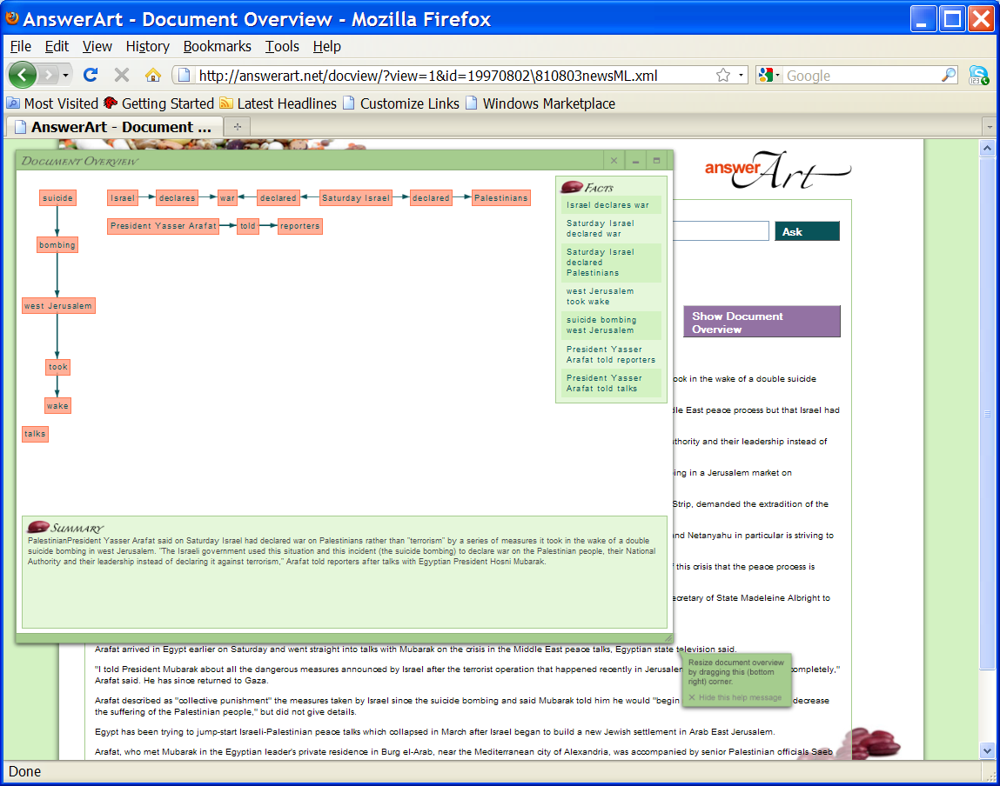 AnswerArt - Document Overview - Mozilla Firefox
File Edit View History Bookmarks Tools Help
http://answerart.net/docview/?view=1&id=19970802\810803newsML.xml
Google
Most Visited Getting Started Latest Headlines Customize Links Windows Marketplace
AnswerArt - Document ...
Document Overview
answerArt
suicide
bombing
west Jerusalem
took
wake
talks
Israel declares war declared Saturday Israel declared Palestinians
President Yasser Arafat told reporters
Facts
Israel declares war
Saturday Israel
declared war
Saturday Israel
declared
Palestinians
west Jerusalem
took wake
suicide bombing
west Jerusalem
President Yasser
Arafat told reporters
President Yasser
Arafat told talks
Ask
Show Document
Overview
ook in the wake of a double suicide
dle East peace process but that Israel had
uthority and their leadership instead of
ing in a Jerusalem market on
Strip, demanded the extradition of the
nd Netanyahu in particular is striving to
f this crisis that the peace process is
ecretary of State Madeleine Albright to
Summary
PalestinianPresident Yasser Arafat said on Saturday Israel had declared war on Palestinians rather than "terrorism" by a series of measures it took in the wake of a double
suicide bombing in west Jerusalem. "The Israeli government used this situation and this incident (the suicide bombing) to declare war on the Palestinian people, their National
Authority and their leadership instead of declaring it against terrorism," Arafat told reporters after talks with Egyptian President Hosni Mubarak.
Arafat arrived in Egypt earlier on Saturday and went straight into talks with Mubarak on the crisis in the Middle East peace talks, Egyptian state television said.
"I told President Mubarak about all the dangerous measures announced by Israel after the terrorist operation that happened recently in Jerusalem completely,"
Arafat said. He has since returned to Gaza.
Arafat described as "collective punishment" the measures taken by Israel since the suicide bombing and said Mubarak told him he would "begin decrease
the suffering of the Palestinian people," but did not give details.
Egypt has been trying to jump-start Israeli-Palestinian peace talks which collapsed in March after Israel began to build a new Jewish settlement in Arab East Jerusalem.
Arafat, who met Mubarak in the Egyptian leader's private residence in Burg el-Arab, near the Mediterranean city of Alexandria, was accompanied by senior Palestinian officials Saeb
Resize document overview
by dragging this (bottom
right) corner.
Hide this help message
Done